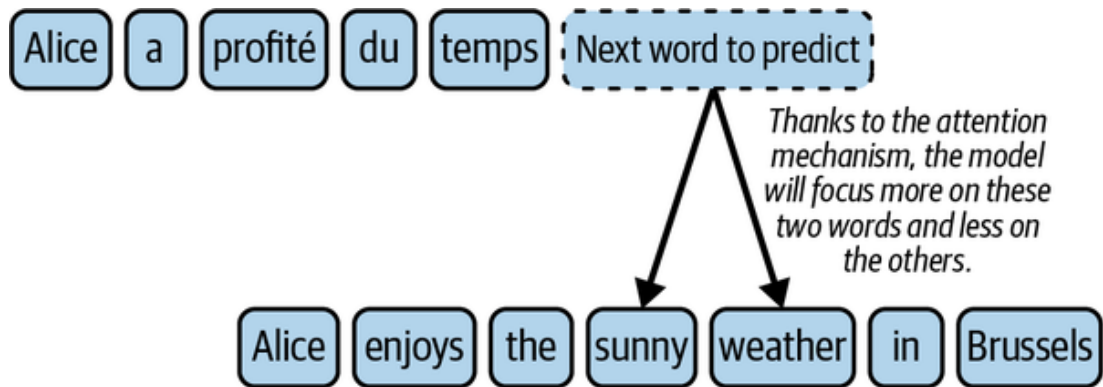 Alice a profité du temps Next word to predict
Thanks to the attention
mechanism, the model
will focus more on these
two words and less on
the others.
Alice enjoys the sunny weather in Brussels